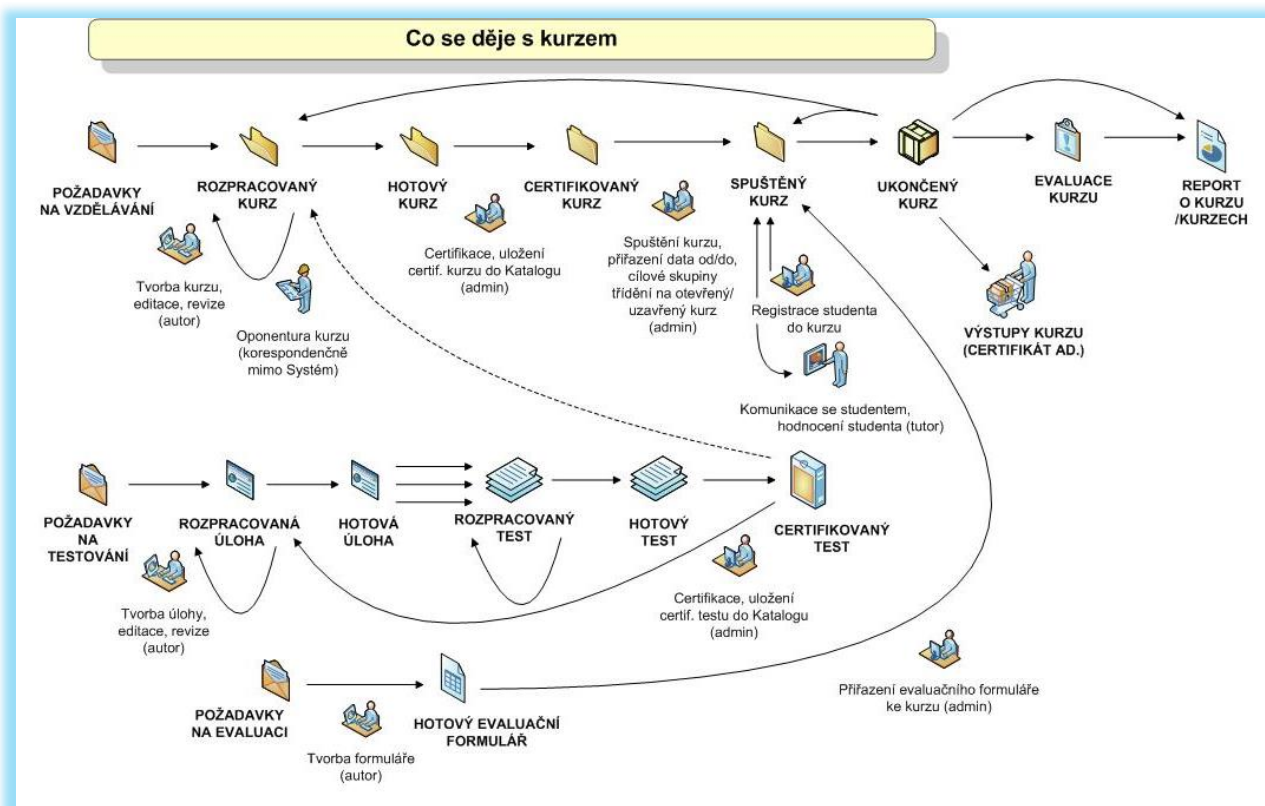 Co se děje s kurzem
POŽADAVKY
NA VZDĚLÁVÁNÍ
ROZPRACOVANÝ
KURZ
HOTOVÝ
KURZ
CERTIFIKOVANÝ
KURZ
SPUŠTĚNÝ
KURZ
UKONČENÝ
KURZ
EVALUACE
KURZU
REPORT
O KURZU
/KURZECH
Tvorba kurzu,
editace, revize
(autor)
Oponentura kurzu
(korespondenčně
mimo Systém)
Certifikace, uložení
certif. kurzu do Katalogu
(admin)
Spuštění kurzu,
přiřazení data od/do,
cílové skupiny
třídění na otevřený/
uzavřený kurz
(admin)
Registrace studenta
do kurzu
VÝSTUPY KURZU
(CERTIFIKÁT AD.)
Komunikace se studentem,
hodnocení studenta (tutor)
POŽADAVKY
NA
TESTOVÁNÍ
ROZPRACOVANÁ
ÚLOHA
HOTOVÁ
ÚLOHA
ROZPRACOVANÝ
TEST
HOTOVÝ
TEST
CERTIFIKOVANÝ
TEST
Tvorba úlohy,
editace, revize
(autor)
Certifikace, uložení
certif. testu do Katalogu
(admin)
POŽADAVKY
NA EVALUACI
Tvorba formuláře
(autor)
HOTOVÝ EVALUAČNÍ
FORMULÁŘ
Přiřazení evaluačního formuláře
ke kurzu (admin)